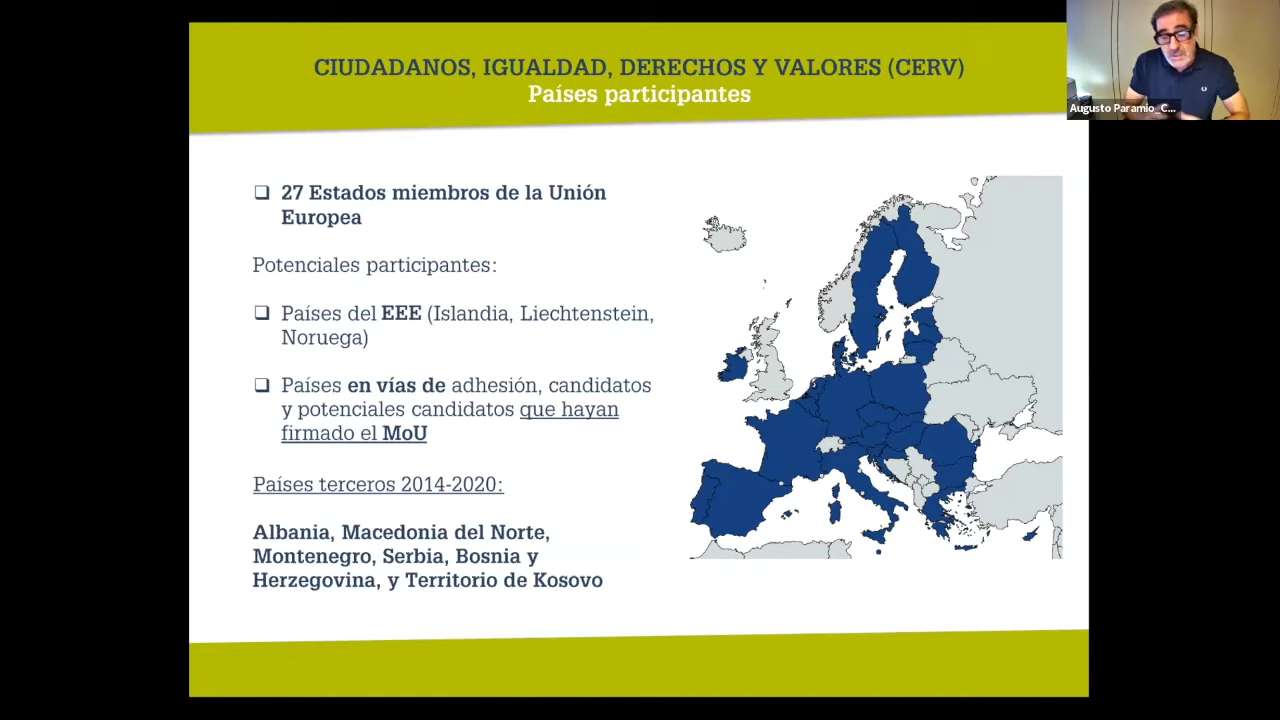 CIUDADANOS, IGUALDAD, DERECHOS Y VALORES (CERV)
Países participantes
Augusto Paramio_C...
❑ 27 Estados miembros de la Unión
Europea
Potenciales participantes:
❑ Países del EEE (Islandia, Liechtenstein,
Noruega)
❑ Países en vías de adhesión, candidatos
y potenciales candidatos que hayan
firmado el MoU
Países terceros 2014-2020:
Albania, Macedonia del Norte,
Montenegro, Serbia, Bosnia y
Herzegovina, y Territorio de Kosovo